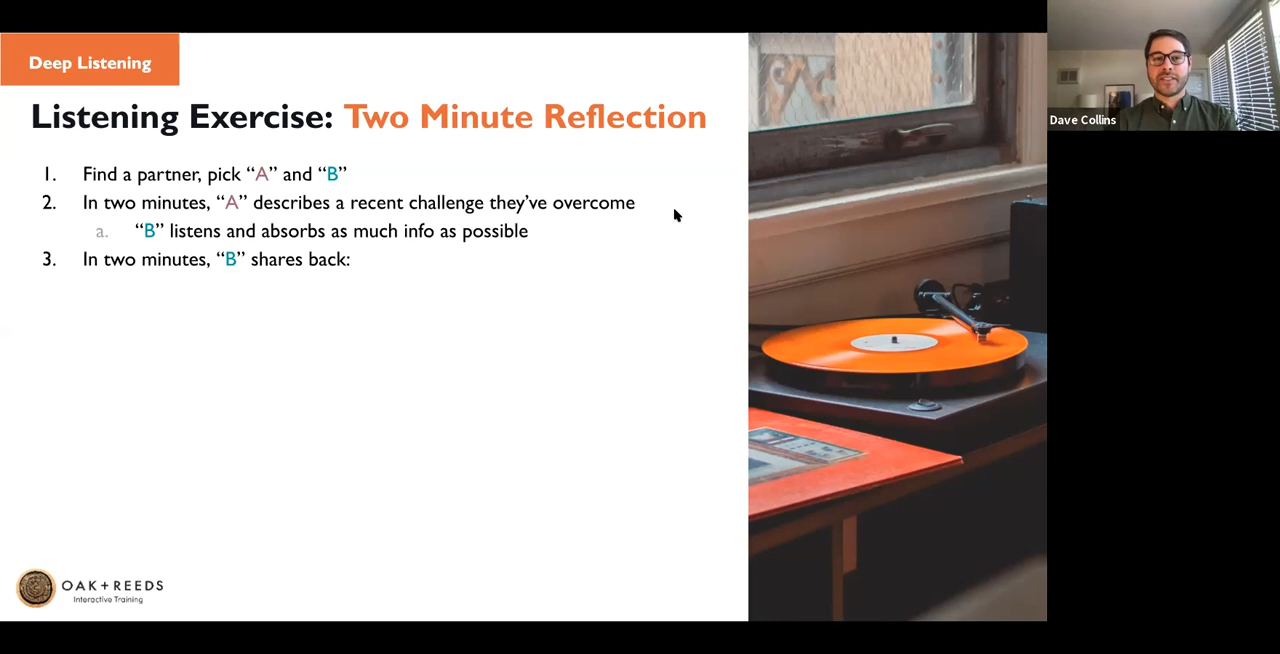 Deep Listening
Listening Exercise: Two Minute Reflection
1. Find a partner, pick “A” and “B”
2. In two minutes, “A” describes a recent challenge they’ve overcome
a. “B” listens and absorbs as much info as possible
3. In two minutes, “B” shares back:
OAK+REEDS
Interactive Training
Dave Collins